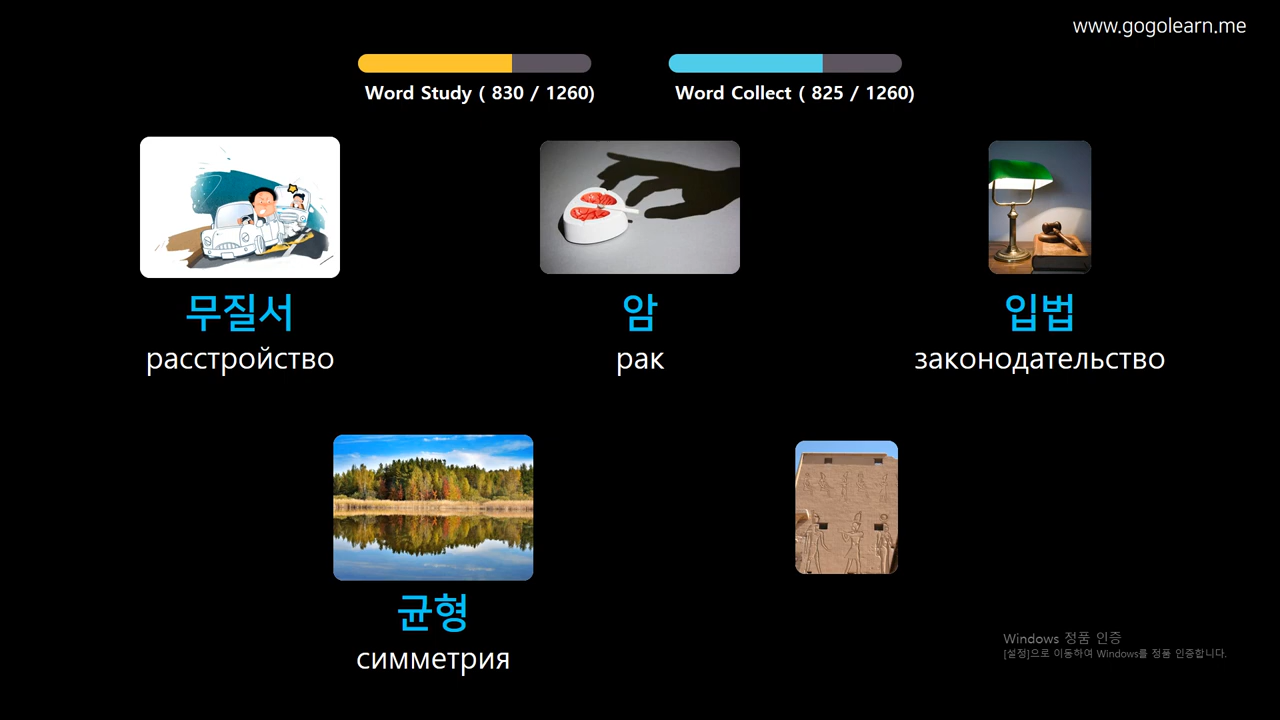 www.gogolearn.me
Word Study ( 830 / 1260)
Word Collect ( 825 / 1260)
무질서
расстройство
암
рак
입법
законодательство
균형
симметрия
Windows 정품 인증
[설정]으로 이동하여 Windows를 정품 인증합니다.